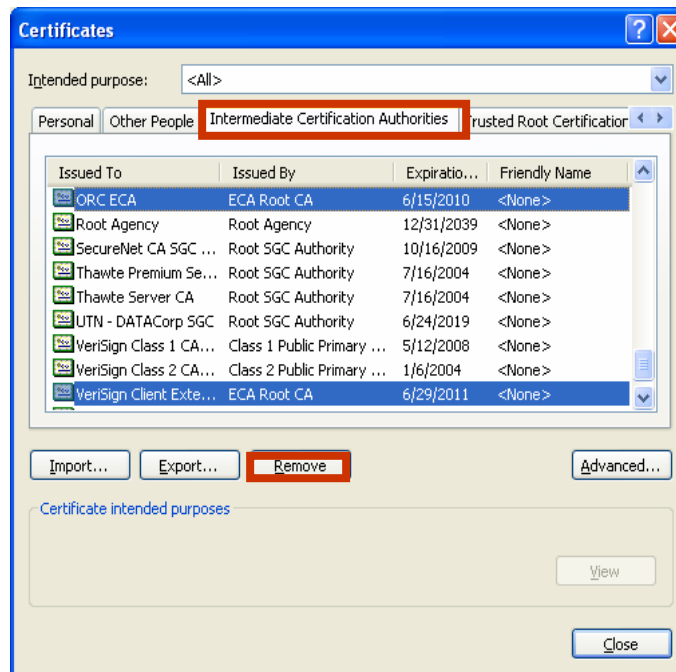 Certificates
Intended purpose: <All>
Personal Other People Intermediate Certification Authorities Trusted Root Certification
Issued To Issued By Expiratio... Friendly Name
ORC ECA ECA Root CA 6/15/2010 <None>
Root Agency Root Agency 12/31/2039 <None>
SecureNet CA SGC ... Root SGC Authority 10/16/2009 <None>
Thawte Premium Se... Root SGC Authority 7/16/2004 <None>
Thawte Server CA Root SGC Authority 7/16/2004 <None>
UTN - DATACorp SGC Root SGC Authority 6/24/2019 <None>
VeriSign Class 1 CA... Class 1 Public Primary ... 5/12/2008 <None>
VeriSign Class 2 CA... Class 2 Public Primary ... 1/6/2004 <None>
VeriSign Client Exte... ECA Root CA 6/29/2011 <None>
Import... Export... Remove Advanced...
Certificate intended purposes
View
Close